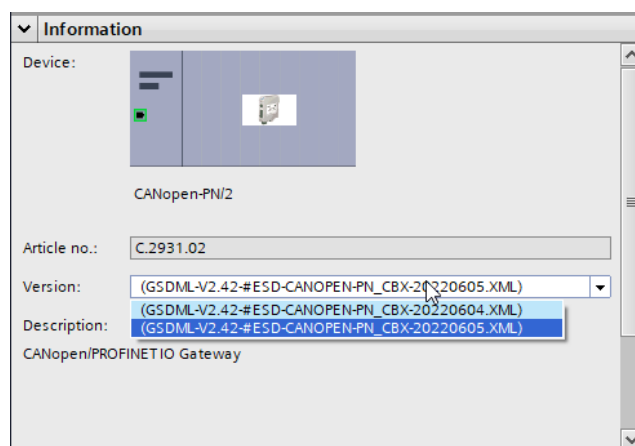 Information
Device:
CANopen-PN/2
Article no.: C.2931.02
Version: (GSDML-V2.42-#ESD-CANOPEN-PN_CBX-20220605.XML)
(GSDML-V2.42-#ESD-CANOPEN-PN_CBX-20220604.XML)
(GSDML-V2.42-#ESD-CANOPEN-PN_CBX-20220605.XML)
Description:
CANopen/PROFINET IO Gateway